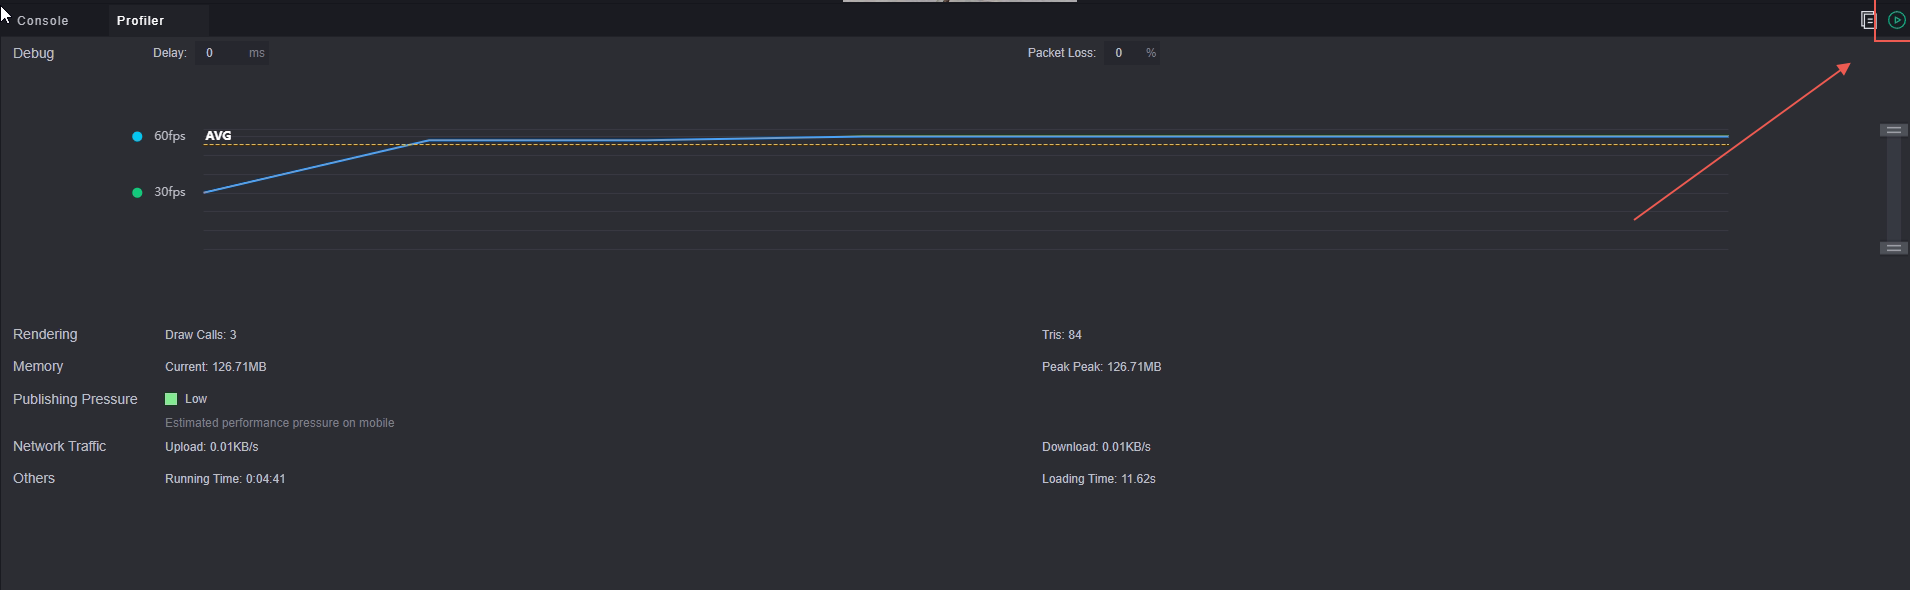 Console Profiler
Debug Delay: 0 ms Packet Loss: 0 %
60fps AVG
30fps
Rendering Draw Calls: 3 Tris: 84
Memory Current: 126.71MB Peak Peak: 126.71MB
Publishing Pressure Low
Estimated performance pressure on mobile
Network Traffic Upload: 0.01KB/s Download: 0.01KB/s
Others Running Time: 0:04:41 Loading Time: 11.62s